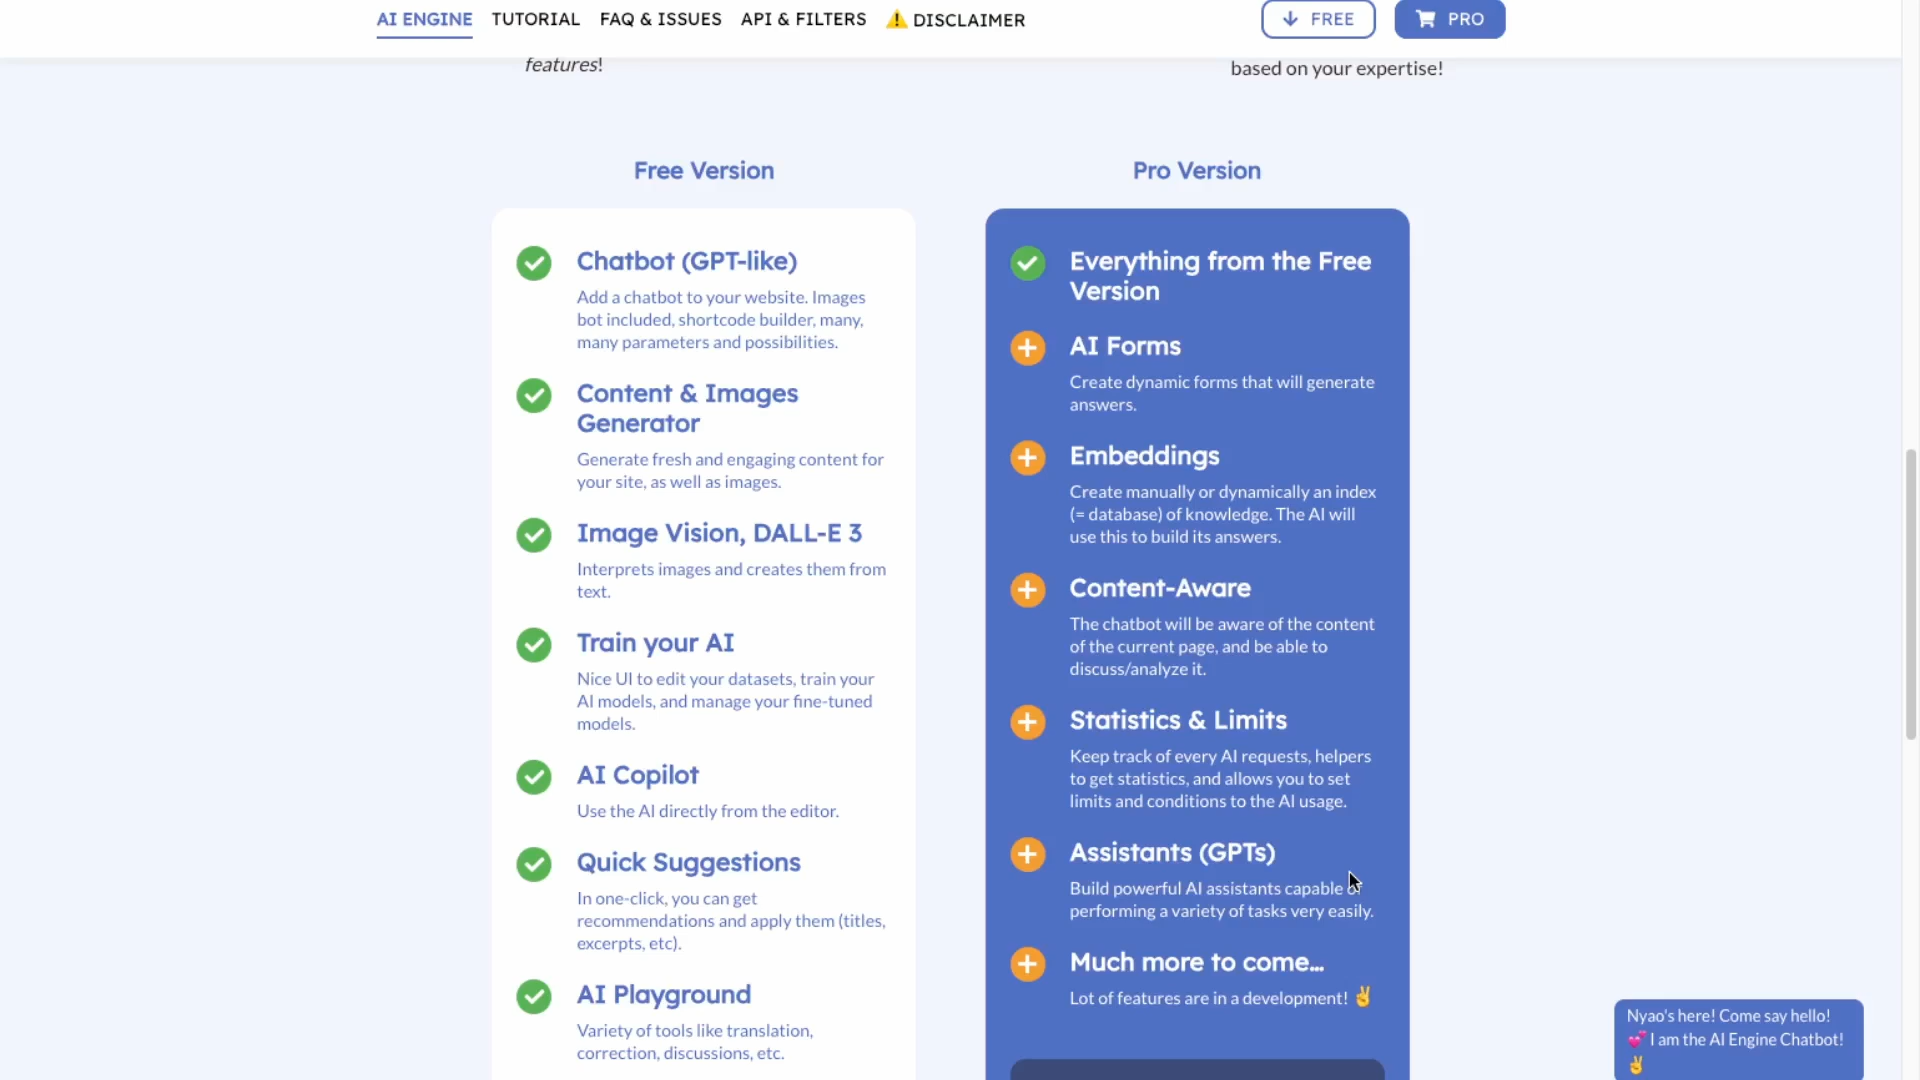 AI ENGINE TUTORIAL FAQ & ISSUES API & FILTERS ⚠️ DISCLAIMER FREE PRO
features!
based on your expertise!
Free Version
Chatbot (GPT-like)
Add a chatbot to your website. Images
bot included, shortcode builder, many,
many parameters and possibilities.
Content & Images
Generator
Generate fresh and engaging content for
your site, as well as images.
Image Vision, DALL-E 3
Interprets images and creates them from
text.
Train your AI
Nice UI to edit your datasets, train your
AI models, and manage your fine-tuned
models.
AI Copilot
Use the AI directly from the editor.
Quick Suggestions
In one-click, you can get
recommendations and apply them (titles,
excerpts, etc).
AI Playground
Variety of tools like translation,
correction, discussions, etc.
Pro Version
Everything from the Free
Version
AI Forms
Create dynamic forms that will generate
answers.
Embeddings
Create manually or dynamically an index
(= database) of knowledge. The AI will
use this to build its answers.
Content-Aware
The chatbot will be aware of the content
of the current page, and be able to
discuss/analyze it.
Statistics & Limits
Keep track of every AI requests, helpers
to get statistics, and allows you to set
limits and conditions to the AI usage.
Assistants (GPTs)
Build powerful AI assistants capable of
performing a variety of tasks very easily.
Much more to come...
Lot of features are in a development! ✌️
Nyao's here! Come say hello!
💕 I am the AI Engine Chatbot!
✌️